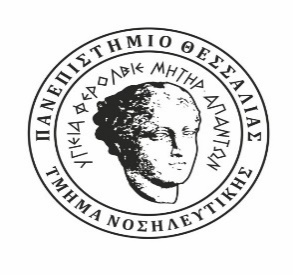 ΠΑΝΕΠΙΣΤΗΜΙΟ ΘΕΣΣΑΛΙΑΣ
ΥΓΙΕΙΑ ΦΕΡΟΛΒΙΕ ΜΗΤΗΡ ΑΠΑΝΤΩΝ
ΤΜΗΜΑ ΝΟΣΗΛΕΥΤΙΚΗΣ